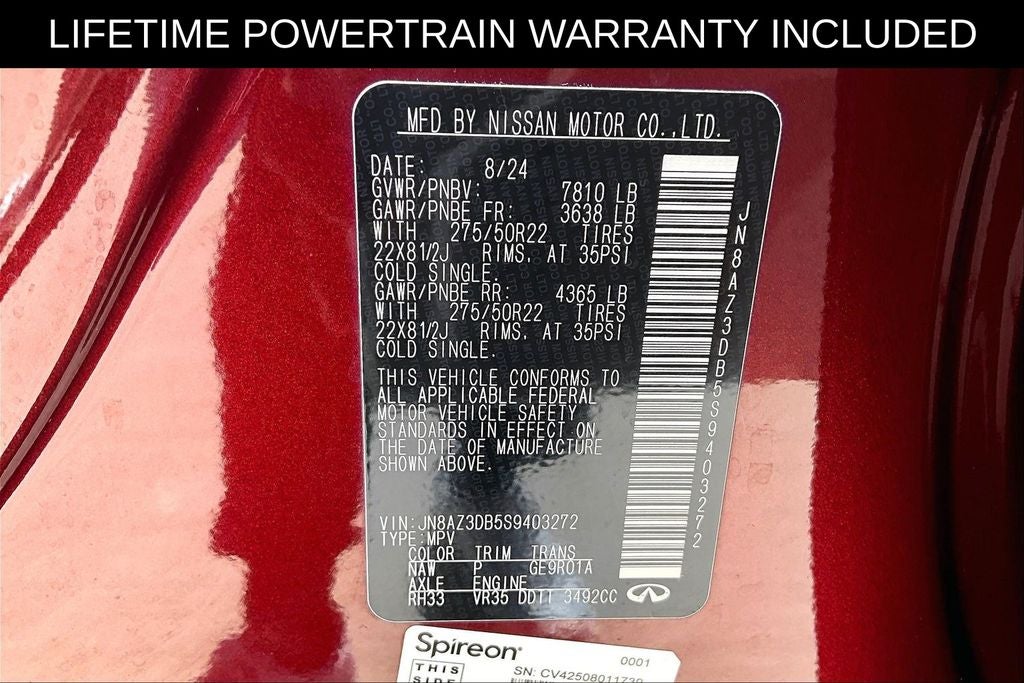 LIFETIME POWERTRAIN WARRANTY INCLUDED
MFD BY NISSAN MOTOR CO.,LTD.
DATE: 8/24
GVWR/PNBV: 7810 LB
GAWR/PNBE FR: 3638 LB
WITH 275/50R22 TIRES
22X81/2J RIMS, AT 35PSI
COLD SINGLE.
GAWR/PNBE RR: 4365 LB
WITH 275/50R22 TIRES
22X81/2J RIMS, AT 35PSI
COLD SINGLE.
THIS VEHICLE CONFORMS TO
ALL APPLICABLE FEDERAL
MOTOR VEHICLE SAFETY
STANDARDS IN EFFECT ON
THE DATE OF MANUFACTURE
SHOWN ABOVE.
VIN:JN8AZ3DB5S9403272
TYPE:MPV
COLOR TRIM TRANS
NAW P GE9R01A
AXLE ENGINE
RH33 VR35 DDTT 3492CC
JN8AZ3DB5S9403272
Spireon
0001
THIS
SIDE
SN: CV42508011739